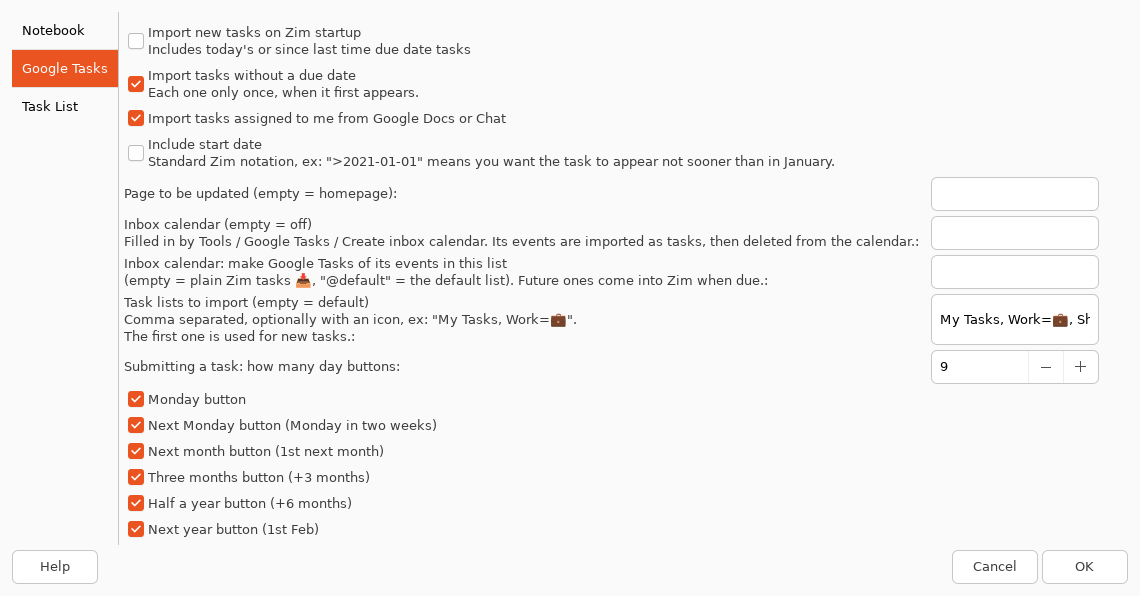 Notebook
Google Tasks
Task List
Import new tasks on Zim startup
Includes today's or since last time due date tasks
Import tasks without a due date
Each one only once, when it first appears.
Import tasks assigned to me from Google Docs or Chat
Include start date
Standard Zim notation, ex: ">2021-01-01" means you want the task to appear not sooner than in January.
Page to be updated (empty = homepage):
Inbox calendar (empty = off)
Filled in by Tools / Google Tasks / Create inbox calendar. Its events are imported as tasks, then deleted from the calendar.:
Inbox calendar: make Google Tasks of its events in this list
(empty = plain Zim tasks 📥, "@default" = the default list). Future ones come into Zim when due.:
Task lists to import (empty = default)
Comma separated, optionally with an icon, ex: "My Tasks, Work=💼".
The first one is used for new tasks.:
My Tasks, Work=💼, Sh
Submitting a task: how many day buttons:
9
Monday button
Next Monday button (Monday in two weeks)
Next month button (1st next month)
Three months button (+3 months)
Half a year button (+6 months)
Next year button (1st Feb)
Help
Cancel
OK